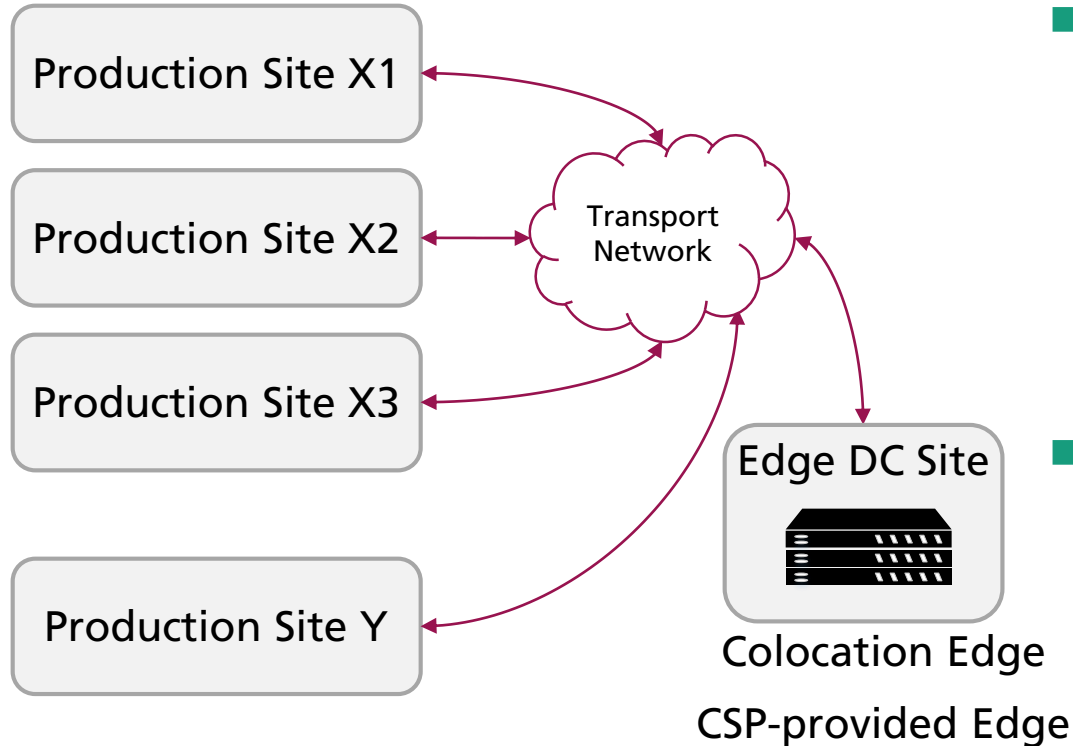 Production Site X1
Production Site X2
Transport
Network
Production Site X3
Edge DC Site
Production Site Y
Colocation Edge
CSP-provided Edge